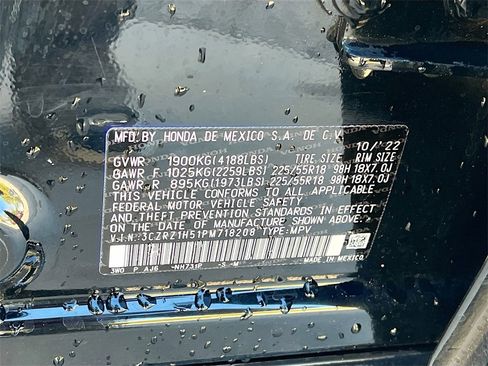 MFD.BY HONDA DE MEXICO S.A. DE C.V. 10/'22
GVWR 1900KG(4188LBS) TIRE SIZE RIM SIZE
GAWR F 1025KG(2259LBS) 225/55R18 98H 18X7.0J
GAWR R 895KG(1973LBS) 225/55R18 98H 18X7.0J
THIS VEHICLE CONFORMS TO ALL APPLICABLE
FEDERAL MOTOR VEHICLE SAFETY
AND THEFT PREVENTION STANDARDS IN EFFECT
ON THE DATE OF MANUFACTURE SHOWN ABOVE.
V.I.N.:3CZRZ1H51PM718208 TYPE:MPV
3W0 P AJ6 NH731P MADE IN MEXICO